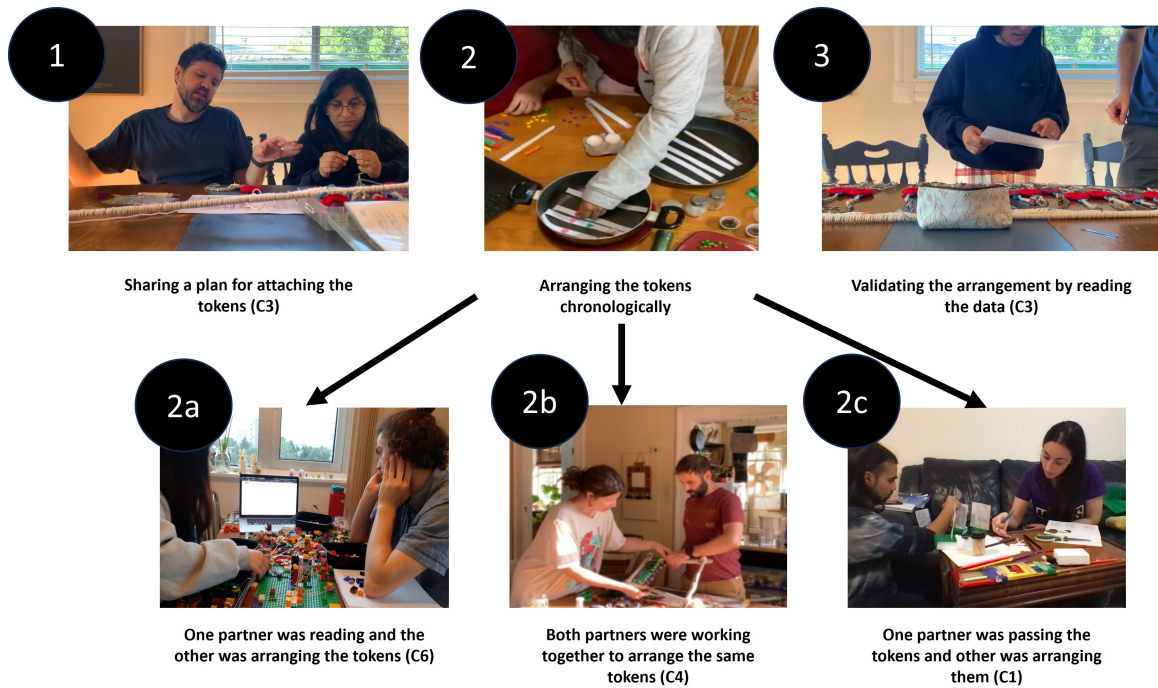 1
2
3
Sharing a plan for attaching the
tokens (C3)
Arranging the tokens
chronologically
Validating the arrangement by reading
the data (C3)
2a
2b
2c
One partner was reading and the
other was arranging the tokens (C6)
Both partners were working
together to arrange the same
tokens (C4)
One partner was passing the
tokens and other was arranging
them (C1)